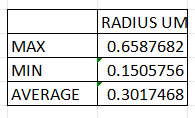 RADIUS UM
MAX 0.6587682
MIN 0.1505756
AVERAGE 0.3017468